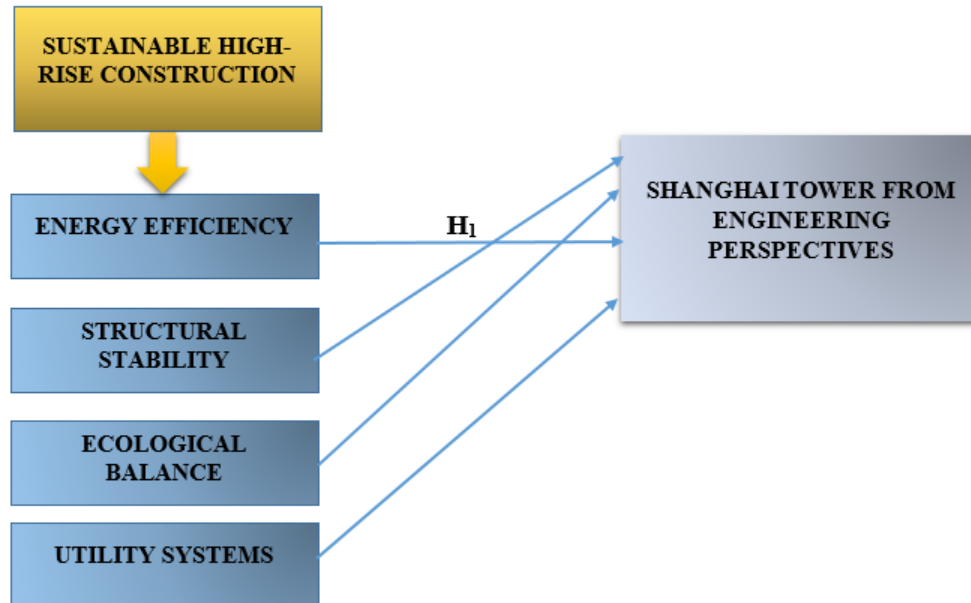 SUSTAINABLE HIGH-
RISE CONSTRUCTION
ENERGY EFFICIENCY
H1
SHANGHAI TOWER FROM
ENGINEERING
PERSPECTIVES
STRUCTURAL
STABILITY
ECOLOGICAL
BALANCE
UTILITY SYSTEMS